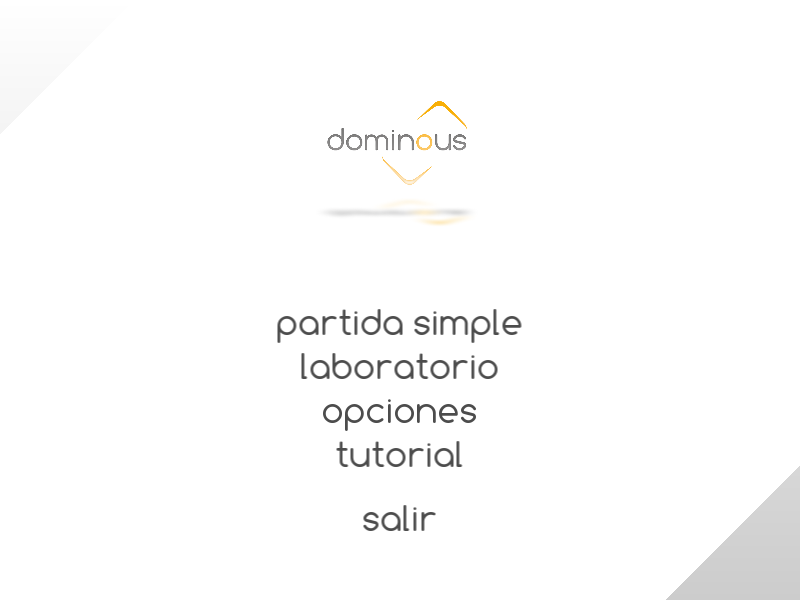 dominous
partida simple
laboratorio
opciones
tutorial
salir